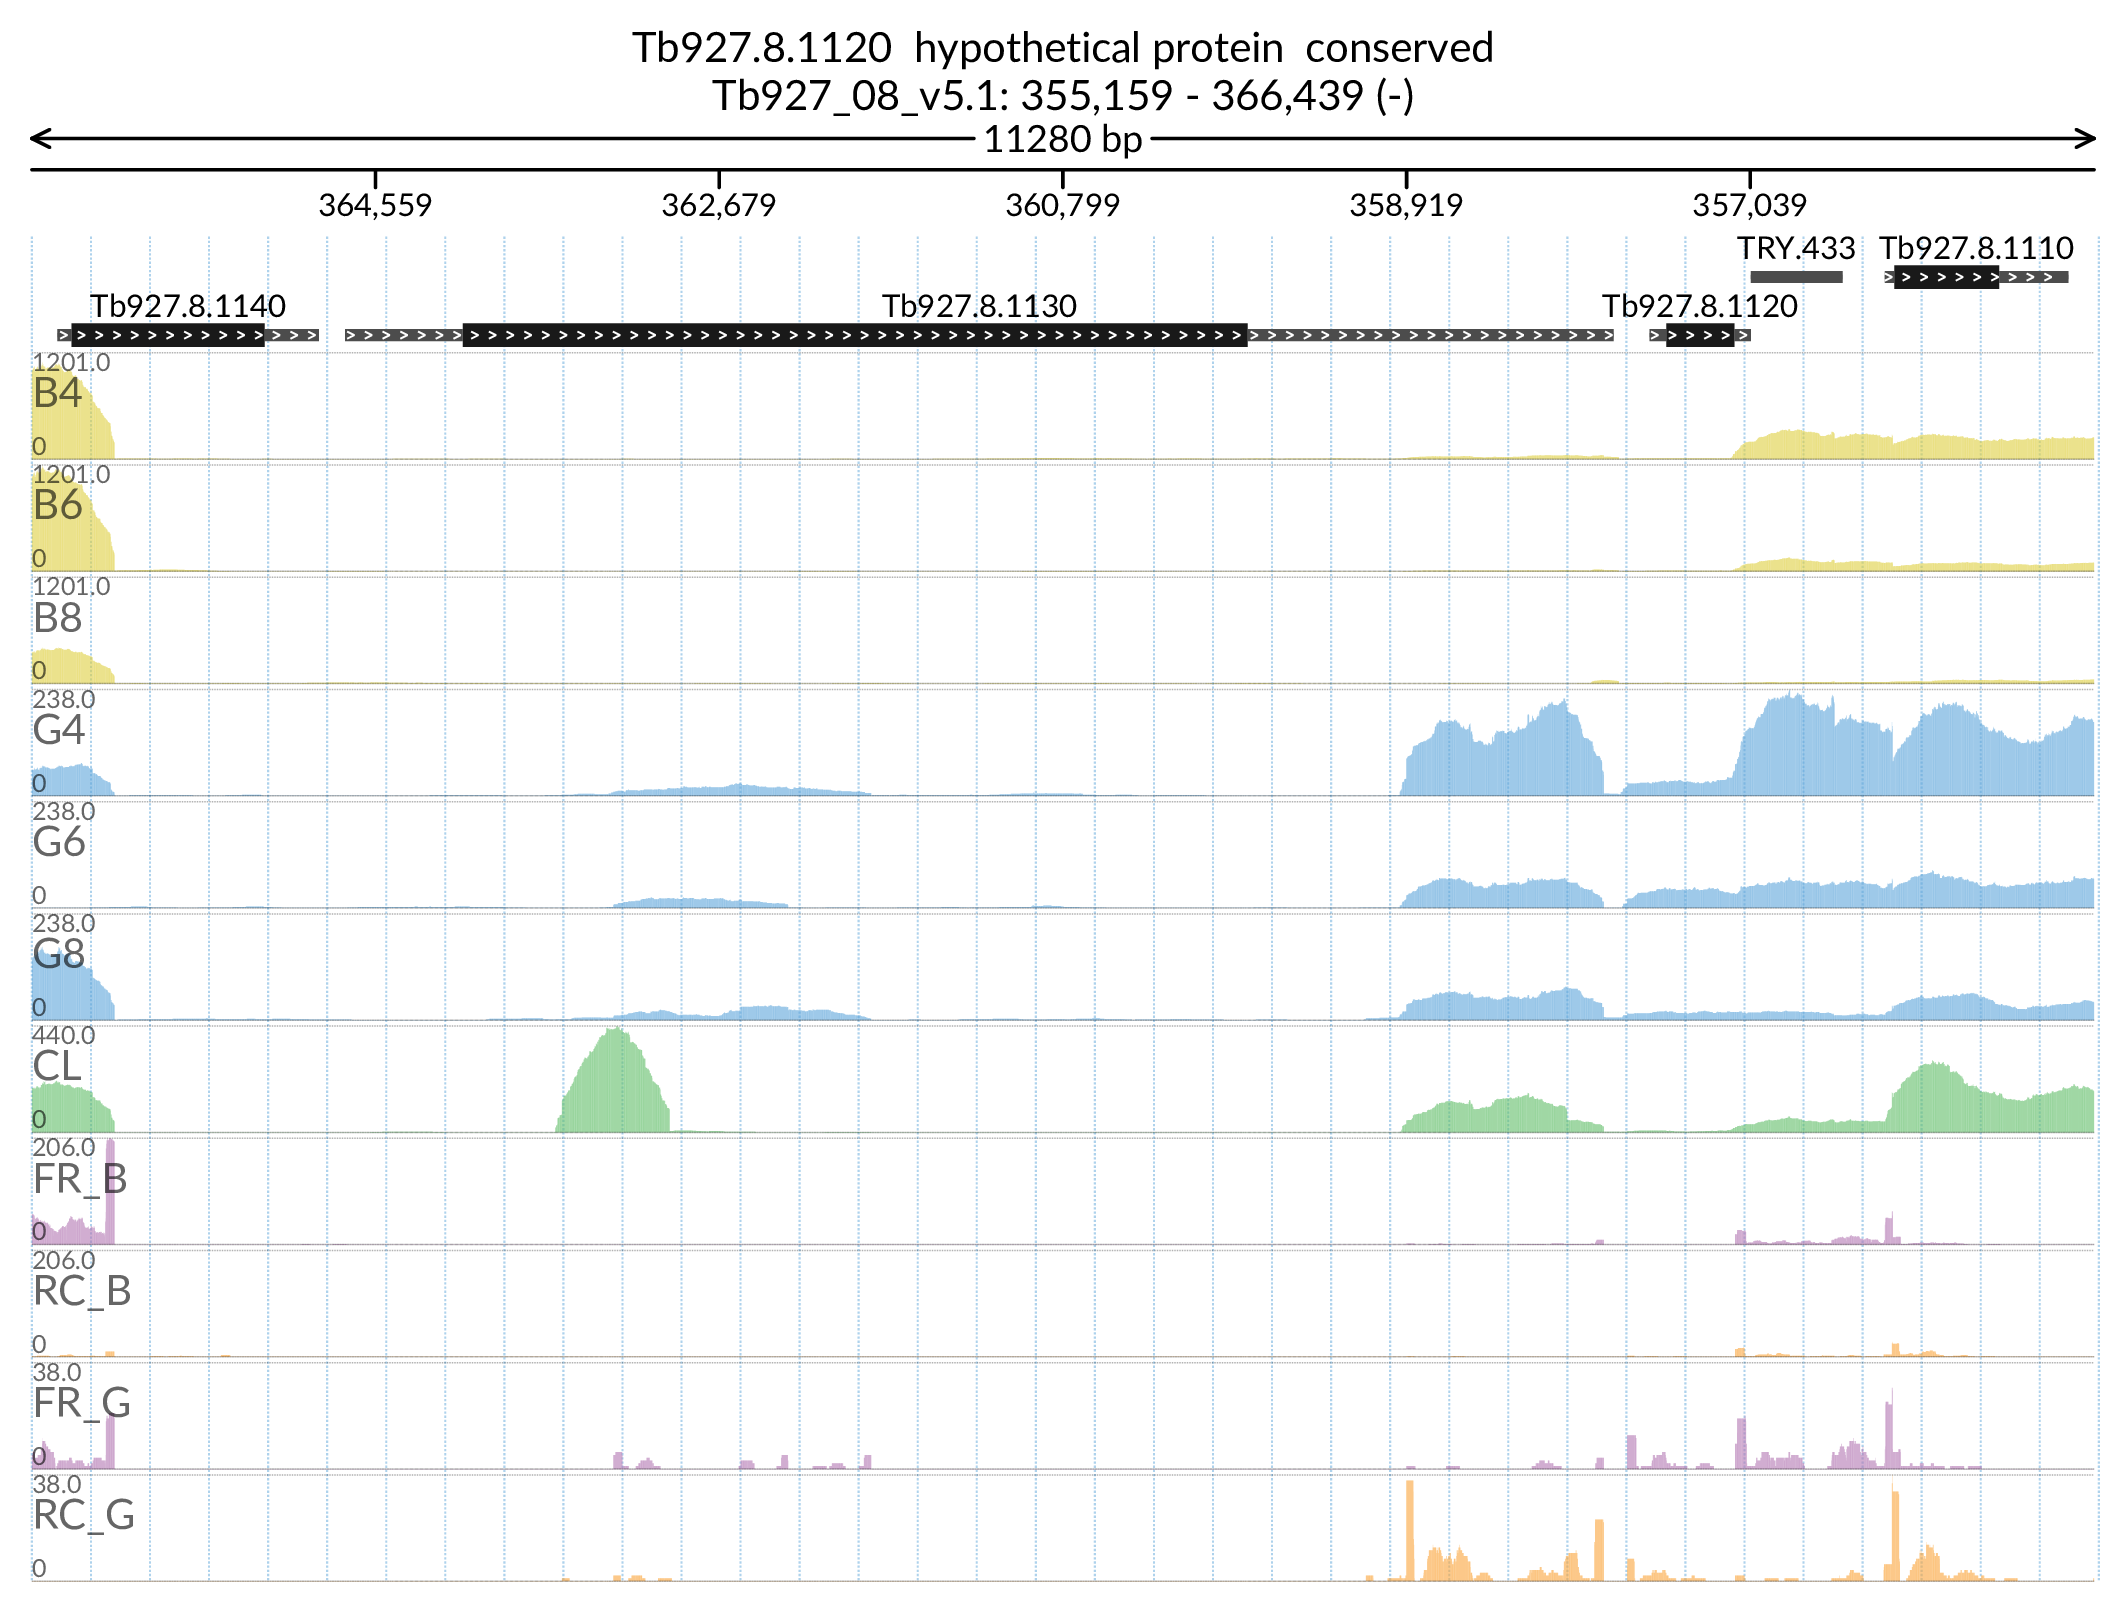 Tb927.8.1120 hypothetical protein conserved
Tb927_08_v5.1: 355,159 - 366,439 (-)
11280 bp
364,559 362,679 360,799 358,919 357,039
TRY.433 Tb927.8.1110
Tb927.8.1140 Tb927.8.1130 Tb927.8.1120
1201.0
B4
0
1201.0
B6
0
1201.0
B8
0
238.0
G4
0
238.0
G6
0
238.0
G8
0
440.0
CL
0
206.0
FR_B
0
206.0
RC_B
0
38.0
FR_G
0
38.0
RC_G
0